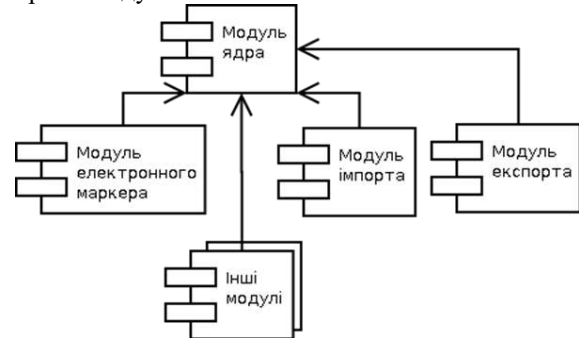 Модуль
ядра
Модуль
електронного
маркера
Модуль
імпорта
Модуль
експорта
Інші
модулі